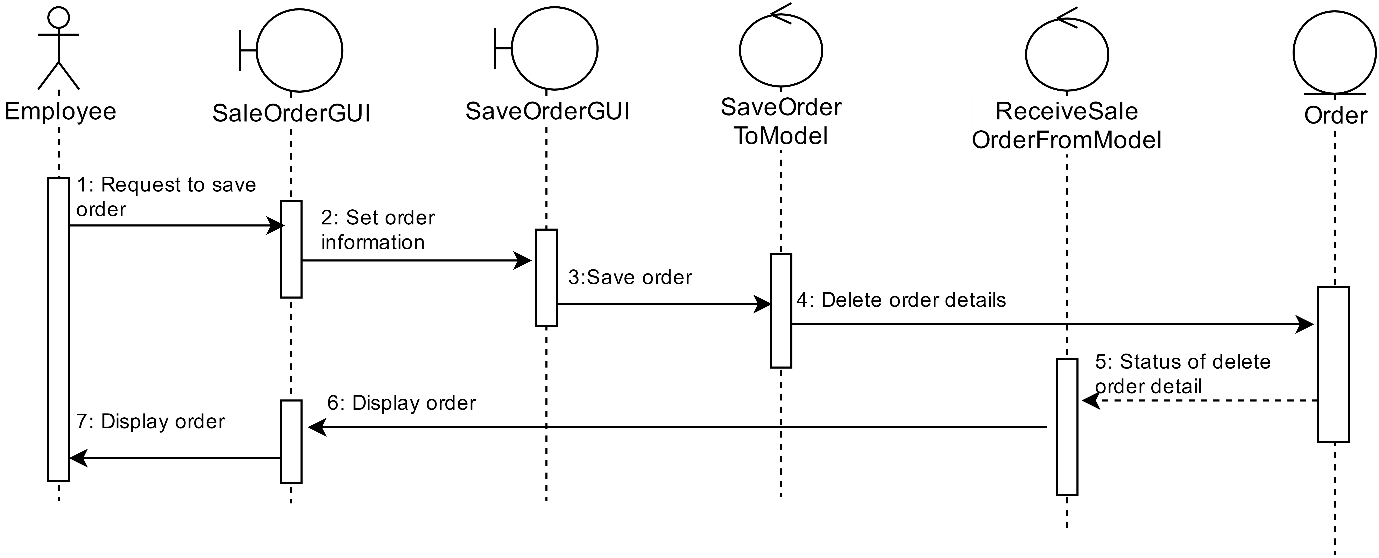 Employee
SaleOrderGUI
SaveOrderGUI
SaveOrder
ToModel
ReceiveSale
OrderFromModel
Order
1: Request to save
order
2: Set order
information
3:Save order
4: Delete order details
5: Status of delete
order detail
6: Display order
7: Display order